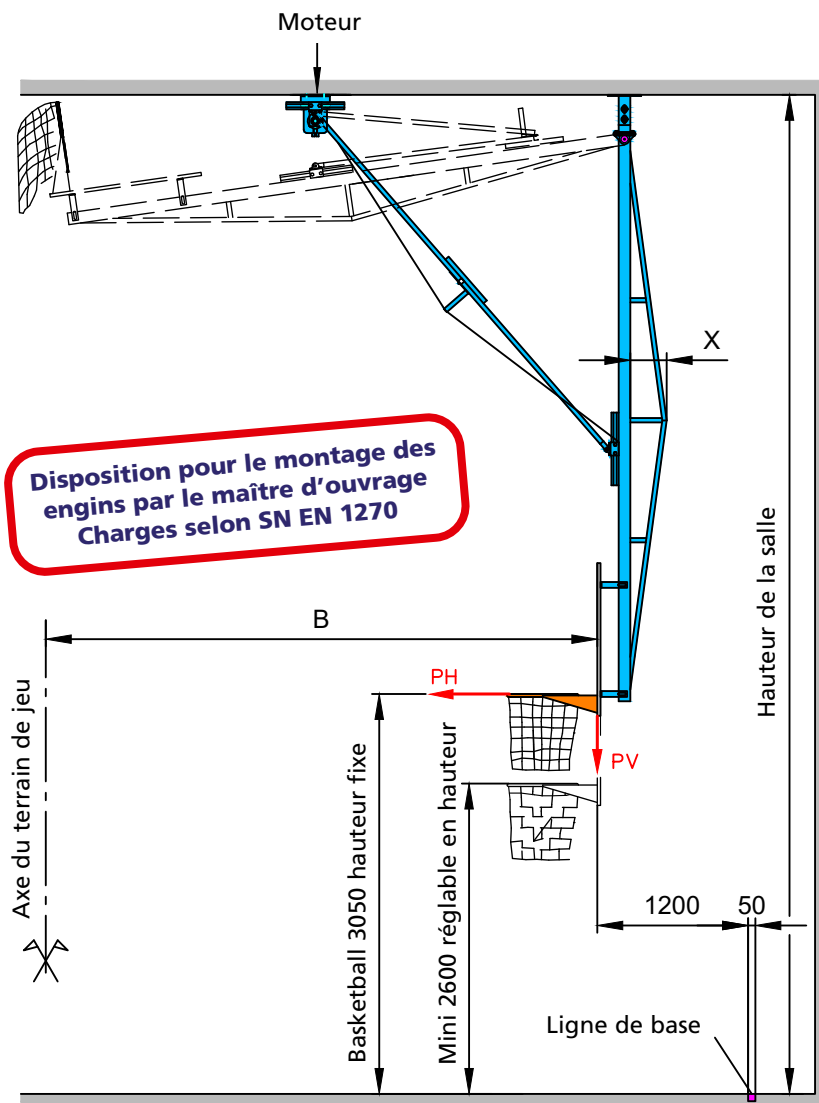 Moteur
X
Disposition pour le montage des
engins par le maître d'ouvrage
Charges selon SN EN 1270
B
PH
PV
Axe du terrain de jeu
Basketball 3050 hauteur fixe
Mini 2600 réglable en hauteur
Hauteur de la salle
1200
50
Ligne de base